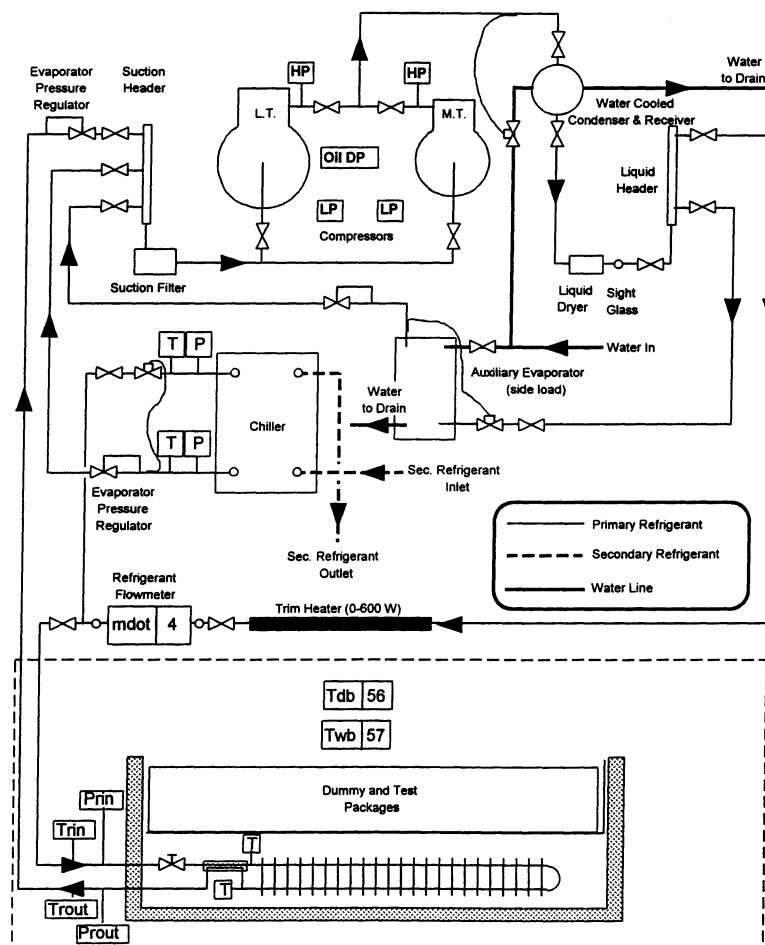 Evaporator
Pressure
Regulator
Suction
Header
HP
HP
L.T.
M.T.
Oil DP
LP
LP
Compressors
Water
to Drain
Water Cooled
Condenser & Receiver
Liquid
Header
Suction Filter
Liquid
Dryer
Sight
Glass
Water In
Auxiliary Evaporator
(side load)
T
P
Chiller
Water
to Drain
T
P
Sec. Refrigerant
Inlet
Evaporator
Pressure
Regulator
Sec. Refrigerant
Outlet
Primary Refrigerant
Secondary Refrigerant
Water Line
Refrigerant
Flowmeter
mdot 4
Trim Heater (0-600 W)
Tdb 56
Twb 57
Dummy and Test
Packages
Prin
Trin
T
T
Trout
Prout